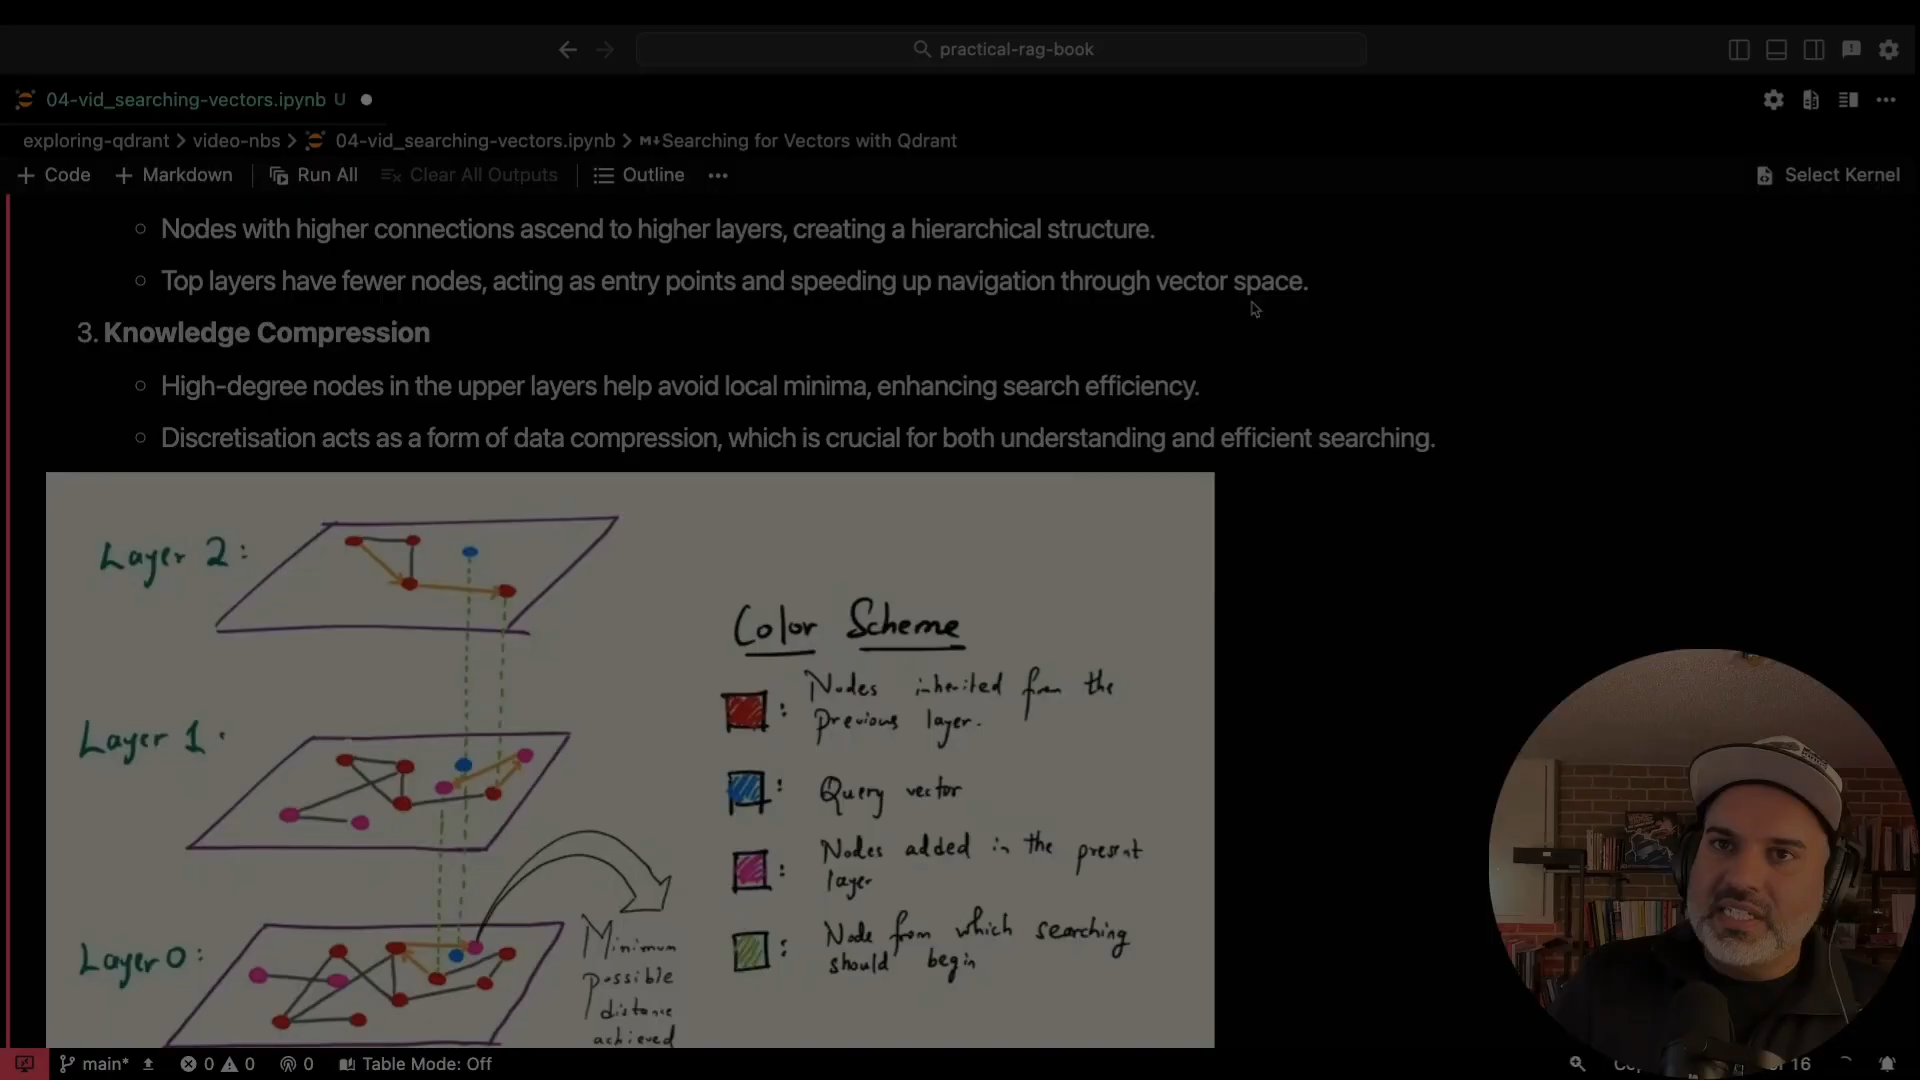 practical-rag-book
04-vid_searching-vectors.ipynb U
exploring-qdrant > video-nbs > 04-vid_searching-vectors.ipynb > M↓Searching for Vectors with Qdrant
+ Code + Markdown Run All Clear All Outputs Outline ... Select Kernel
Nodes with higher connections ascend to higher layers, creating a hierarchical structure.
Top layers have fewer nodes, acting as entry points and speeding up navigation through vector space.
3. Knowledge Compression
High-degree nodes in the upper layers help avoid local minima, enhancing search efficiency.
Discretisation acts as a form of data compression, which is crucial for both understanding and efficient searching.
Layer 2:
Layer 1:
Layer 0:
Minimum
possible
distance
achieved
Color Scheme
: Nodes inherited from the
previous layer.
: Query vector
: Nodes added in the present
layer
: Node from which searching
should begin
main* 0 0 0 Table Mode: Off 16